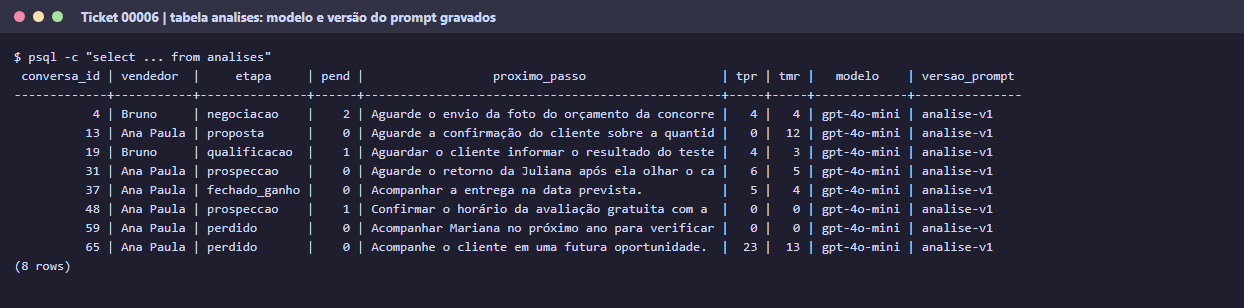 Ticket 00006 | tabela analises: modelo e versão do prompt gravados
$ psql -c "select ... from analises"
 conversa_id | vendedor  |     etapa     | pend |                 proximo_passo                  | tpr | tmr |   modelo    | versao_prompt
-------------+-----------+---------------+------+------------------------------------------------+-----+-----+-------------+---------------
           4 | Bruno     | negociacao    |    2 | Aguarde o envio da foto do orçamento da concorre |   4 |   4 | gpt-4o-mini | analise-v1
          13 | Ana Paula | proposta      |    0 | Aguarde a confirmação do cliente sobre a quantid |   0 |  12 | gpt-4o-mini | analise-v1
          19 | Bruno     | qualificacao  |    1 | Aguardar o cliente informar o resultado do teste |   4 |   3 | gpt-4o-mini | analise-v1
          31 | Ana Paula | prospeccao    |    0 | Aguarde o retorno da Juliana após ela olhar o ca |   6 |   5 | gpt-4o-mini | analise-v1
          37 | Ana Paula | fechado_ganho |    0 | Acompanhar a entrega na data prevista.           |   5 |   4 | gpt-4o-mini | analise-v1
          48 | Ana Paula | prospeccao    |    1 | Confirmar o horário da avaliação gratuita com a  |   0 |   0 | gpt-4o-mini | analise-v1
          59 | Ana Paula | perdido       |    0 | Acompanhar Mariana no próximo ano para verificar |   0 |   0 | gpt-4o-mini | analise-v1
          65 | Ana Paula | perdido       |    0 | Acompanhe o cliente em uma futura oportunidade.  |  23 |  13 | gpt-4o-mini | analise-v1
(8 rows)